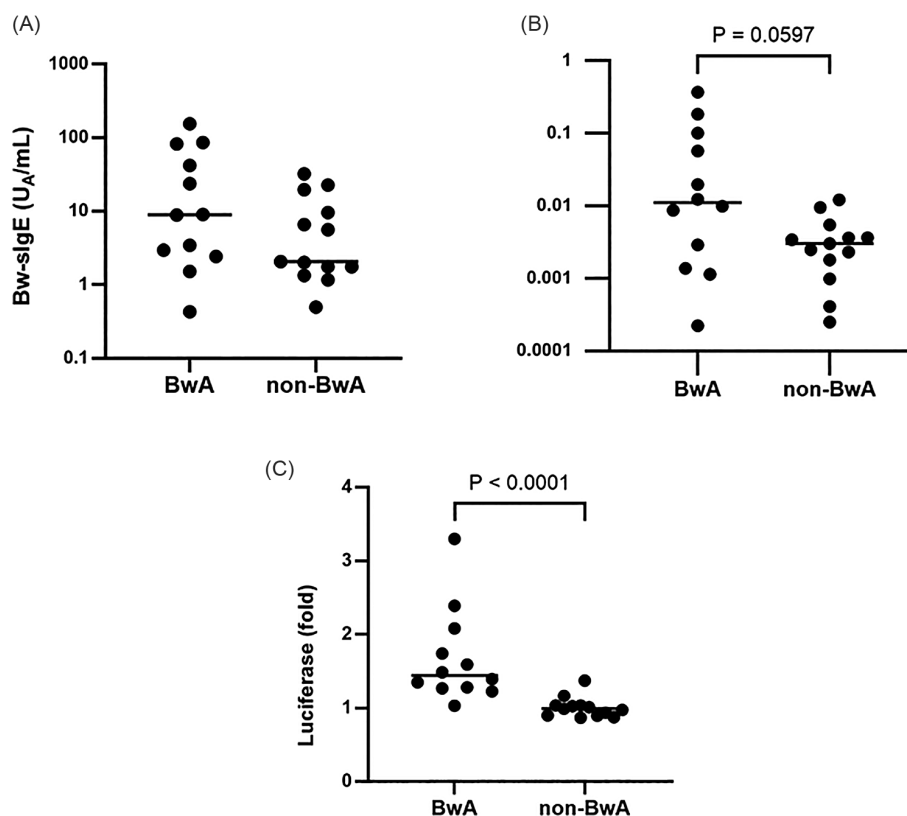 (A)
Bw-sIgE (UA/mL)
1000
100
10
1
0.1
BwA non-BwA
(B)
P = 0.0597
1
0.1
0.01
0.001
0.0001
BwA non-BwA
(C)
P < 0.0001
Luciferase (fold)
4
3
2
1
0
BwA non-BwA